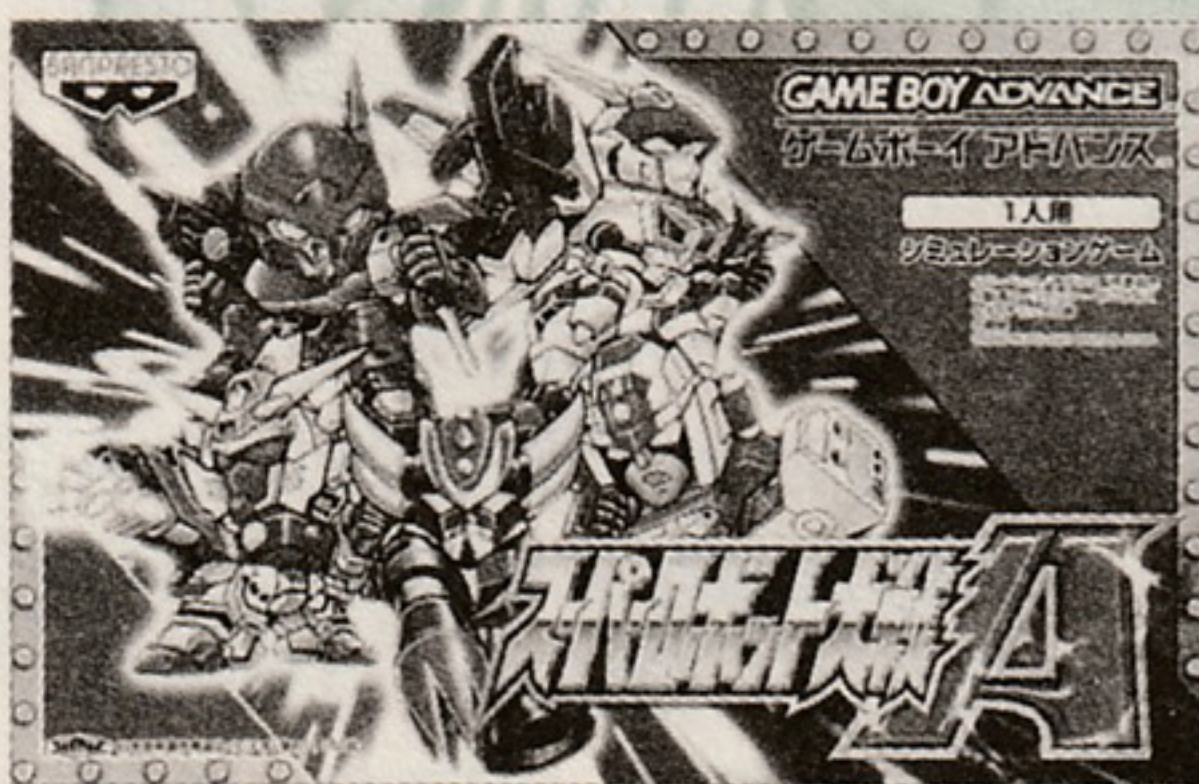 BANPRESTO
GAME BOY ADVANCE
ゲームボーイ アドバンス
1人用
シミュレーションゲーム
スーパーロボット大戦A